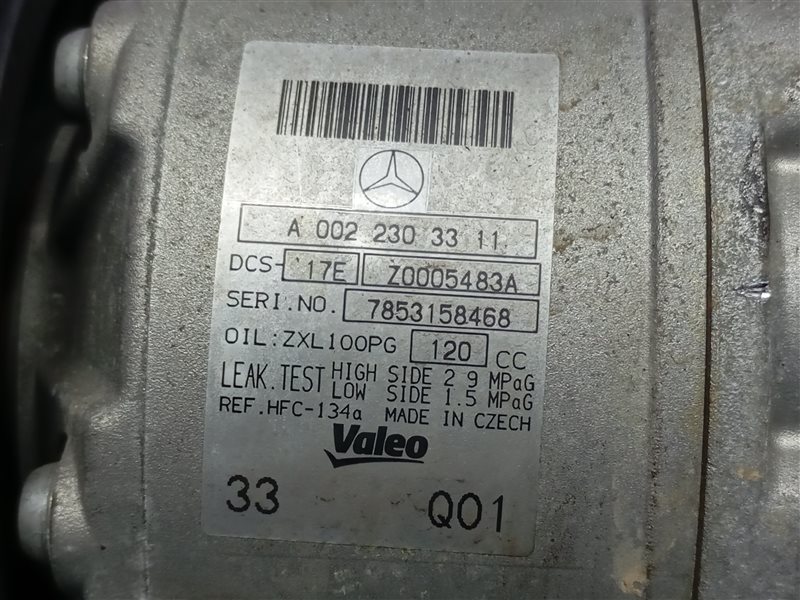 A 002 230 33 11
DCS-17E Z0005483A
SERI.NO. 7853158468
OIL:ZXL100PG 120 CC
LEAK.TEST HIGH SIDE 2 9 MPaG
LOW SIDE 1.5 MPaG
REF.HFC-134a MADE IN CZECH
Valeo
33 Q01